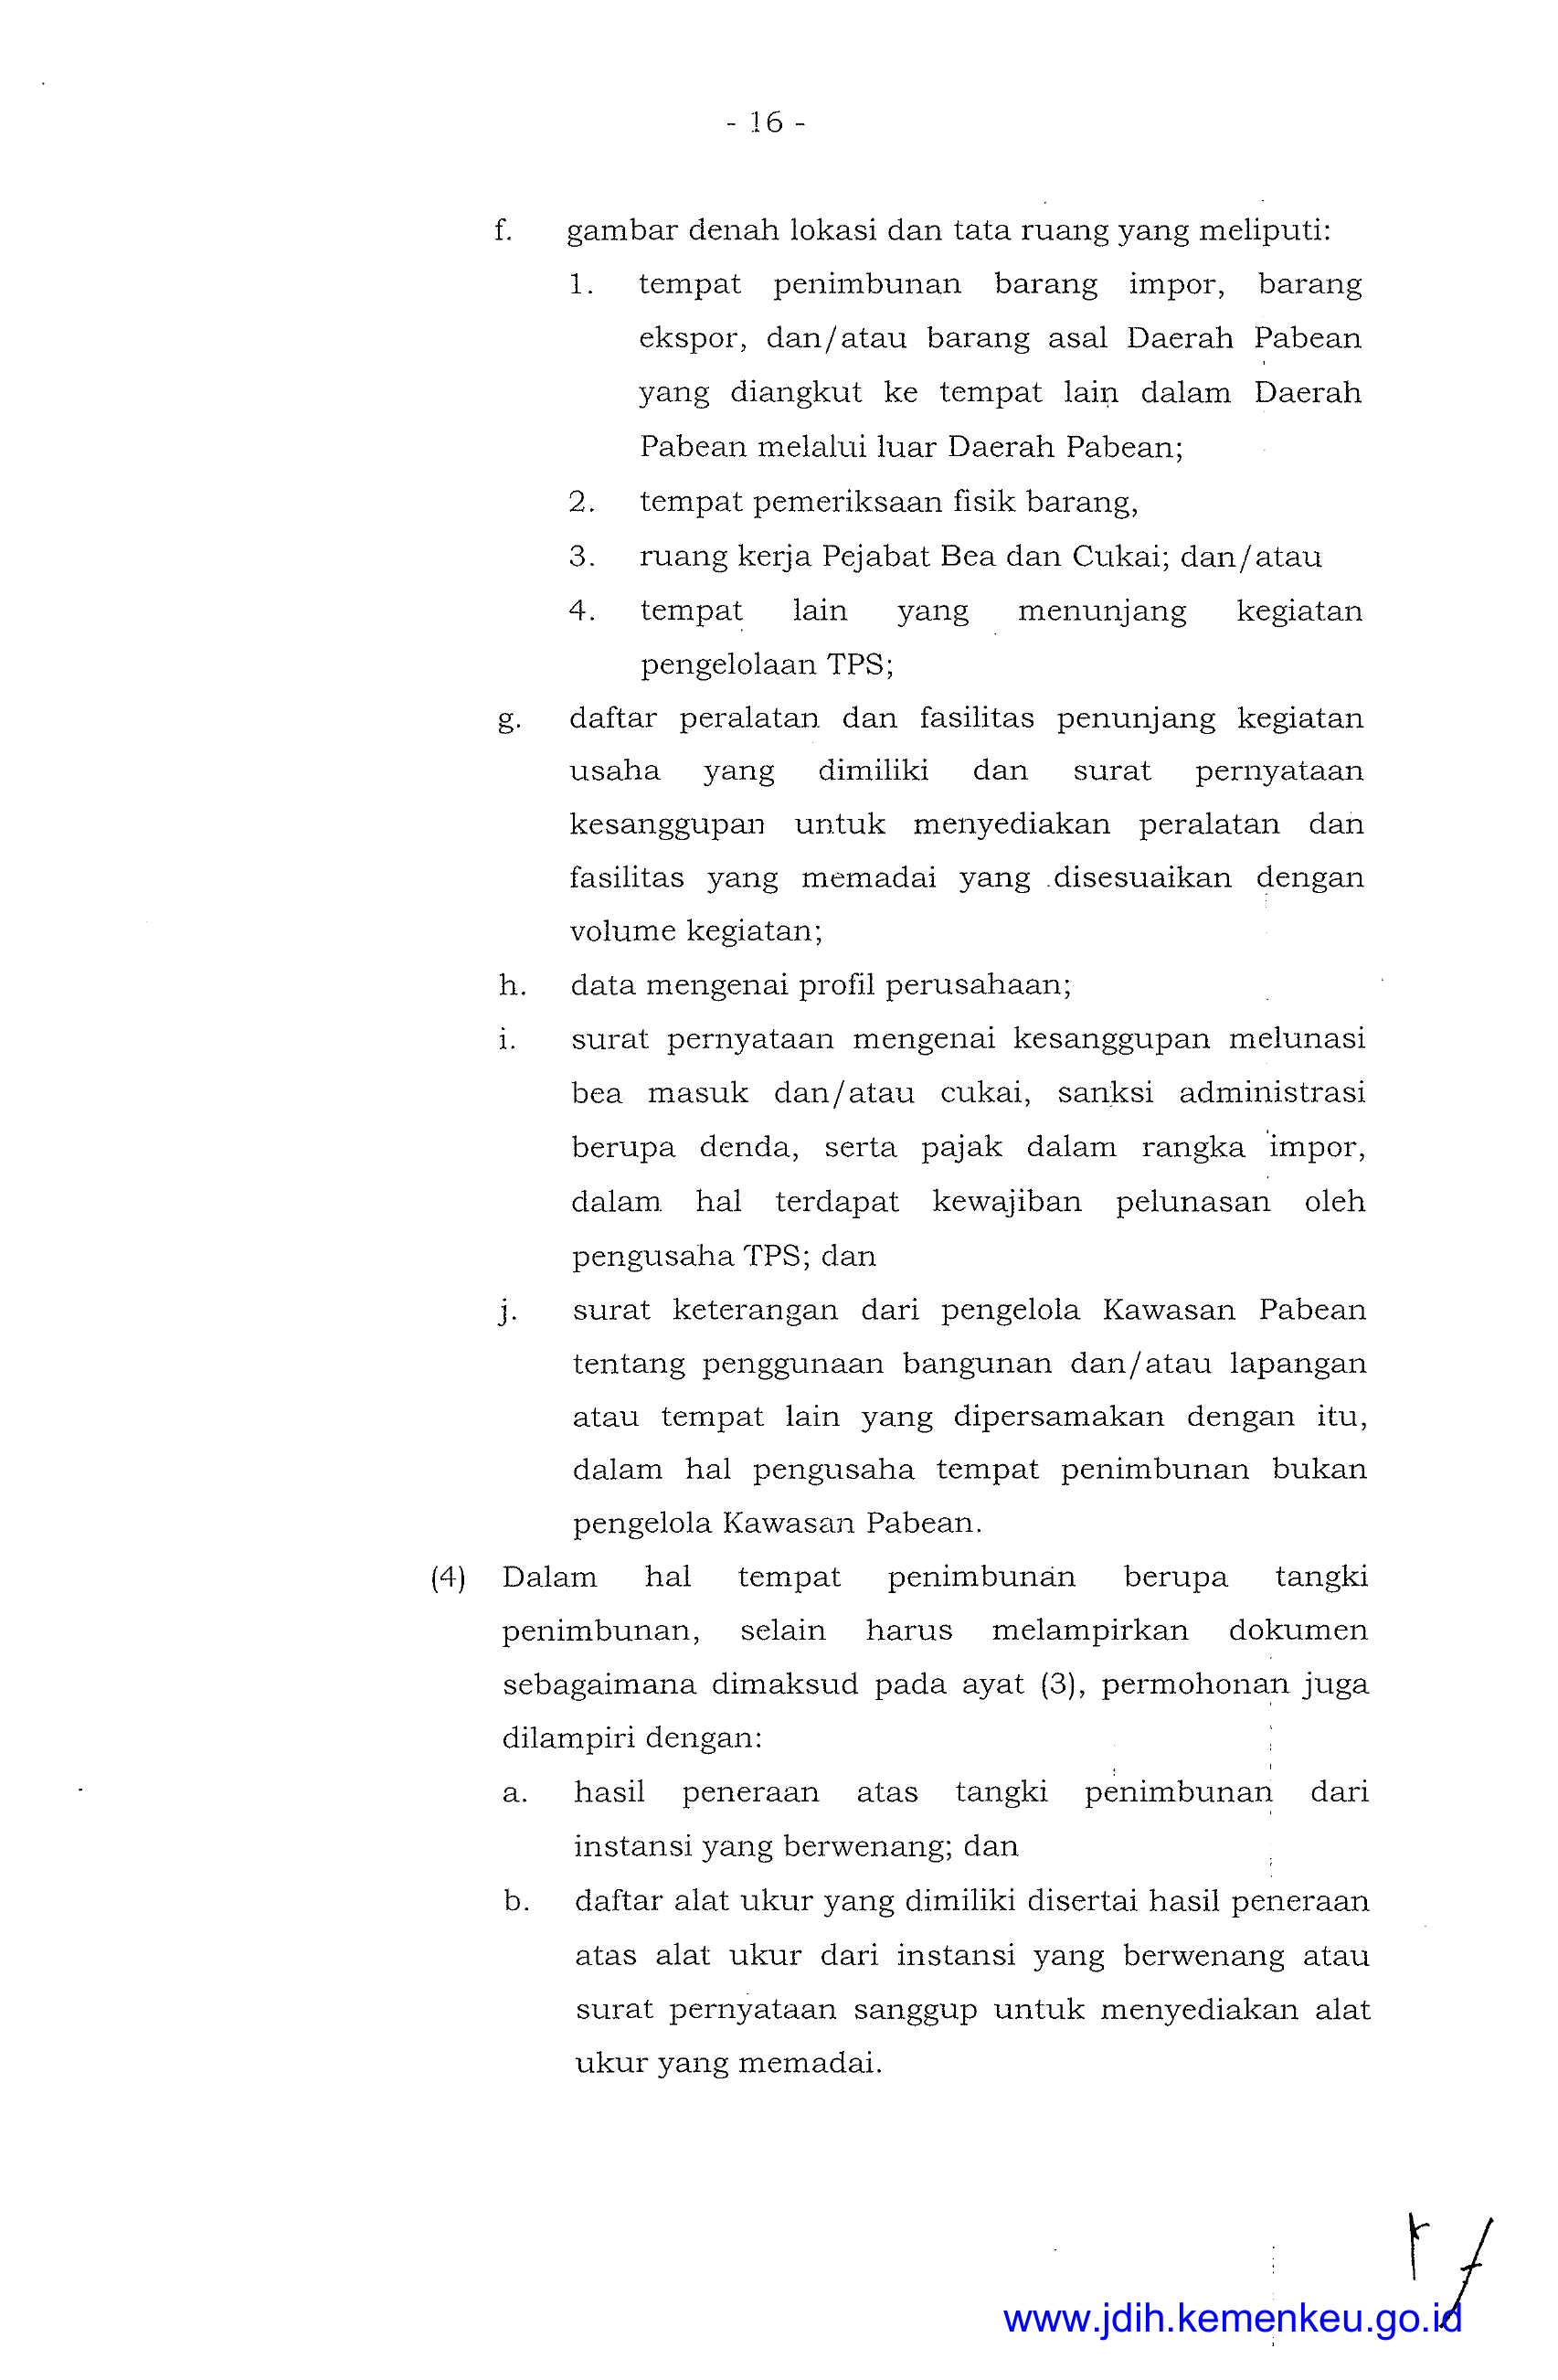 - 16 -
f. gambar denah lokasi dan tata ruang yang meliputi:
1. tempat penimbunan barang impor, barang
ekspor, dan/atau barang asal Daerah Pabean
yang diangkut ke tempat lain dalam Daerah
Pabean melalui luar Daerah Pabean;
2. tempat pemeriksaan fisik barang,
3. ruang kerja Pejabat Bea dan Cukai; dan/atau
4. tempat lain yang menunjang kegiatan
pengelolaan TPS;
g. daftar peralatan dan fasilitas penunjang kegiatan
usaha yang dimiliki dan surat pernyataan
kesanggupan untuk menyediakan peralatan dan
fasilitas yang memadai yang disesuaikan dengan
volume kegiatan;
h. data mengenai profil perusahaan;
i. surat pernyataan mengenai kesanggupan melunasi
bea masuk dan/atau cukai, sanksi administrasi
berupa denda, serta pajak dalam rangka impor,
dalam hal terdapat kewajiban pelunasan oleh
pengusaha TPS; dan
j. surat keterangan dari pengelola Kawasan Pabean
tentang penggunaan bangunan dan/atau lapangan
atau tempat lain yang dipersamakan dengan itu,
dalam hal pengusaha tempat penimbunan bukan
pengelola Kawasan Pabean.
(4) Dalam hal tempat penimbunan berupa tangki
penimbunan, selain harus melampirkan dokumen
sebagaimana dimaksud pada ayat (3), permohonan juga
dilampiri dengan:
a. hasil peneraan atas tangki penimbunan dari
instansi yang berwenang; dan
b. daftar alat ukur yang dimiliki disertai hasil peneraan
atas alat ukur dari instansi yang berwenang atau
surat pernyataan sanggup untuk menyediakan alat
ukur yang memadai.
www.jdih.kemenkeu.go.id